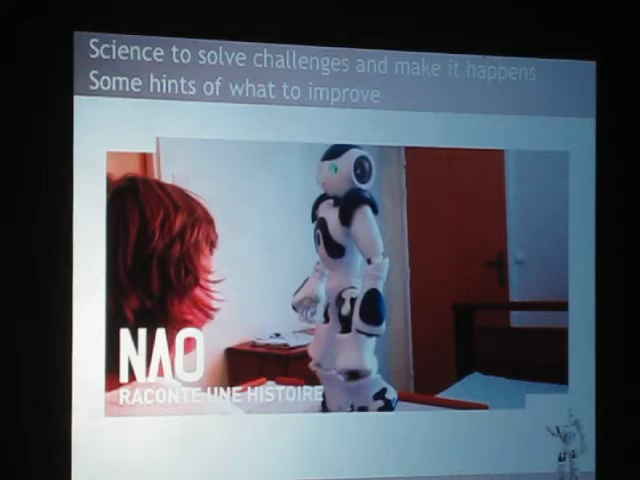 Science to solve challenges and make it happens
Some hints of what to improve
NAO
RACONTE UNE HISTOIRE